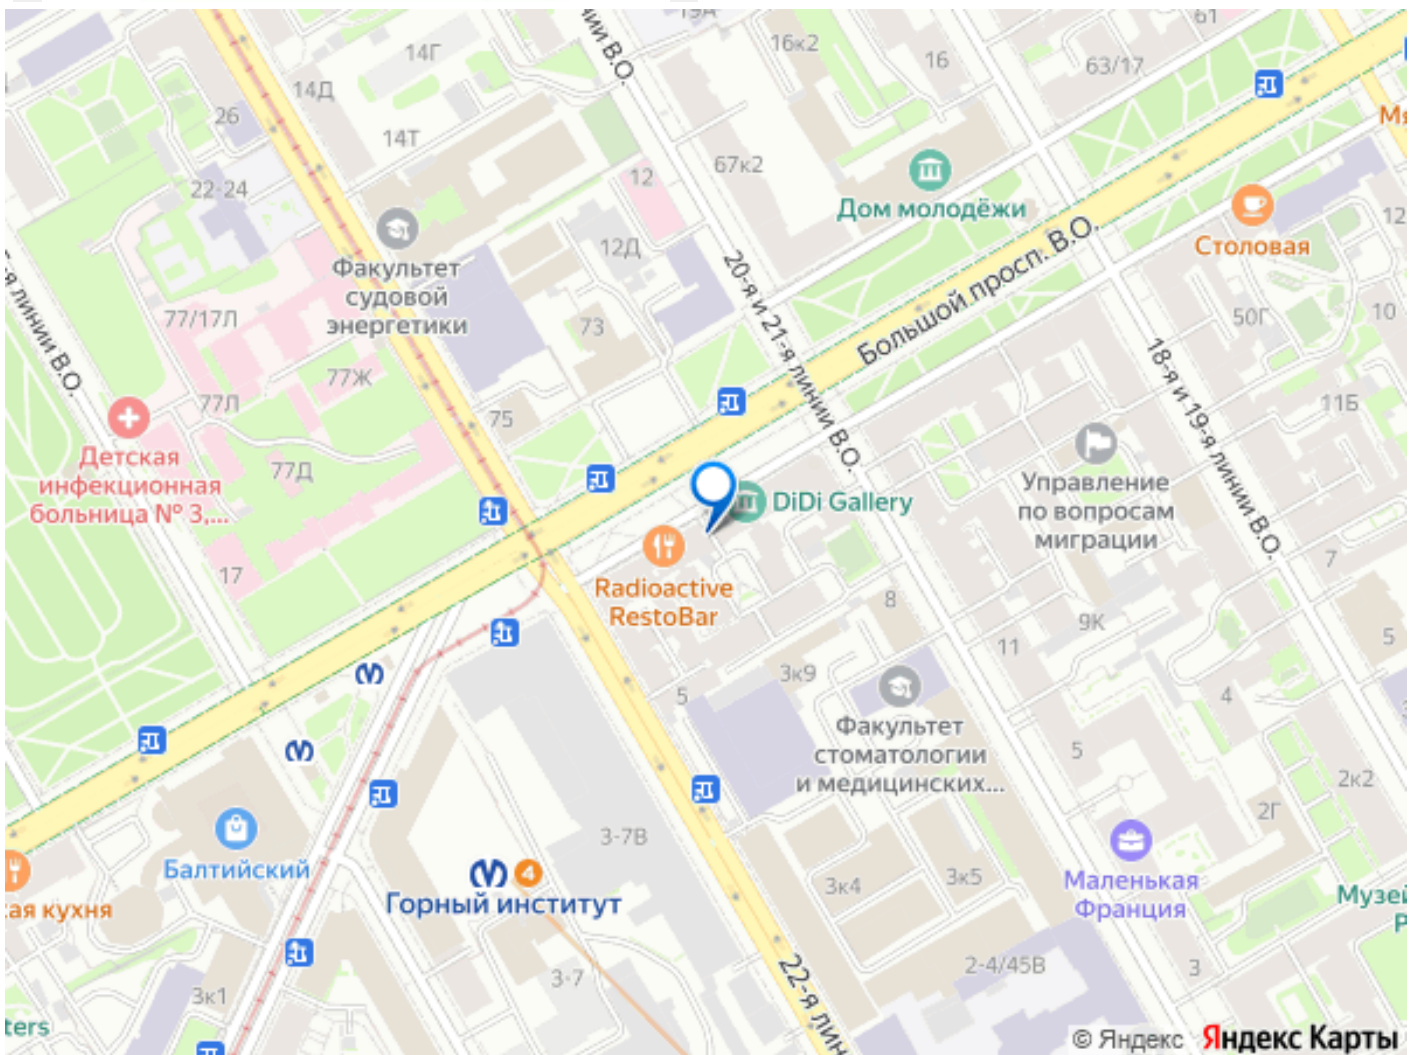 19А
61
14Г
16к2
16
63/17
14Д
26
14Т
22-24
67к2
12
Дом молодёжи
Столовая
12
Факультет
судовой
энергетики
12Д
20-я и 21-я линии В.О.
Большой просп. В.О.
77/17Л
73
50Г
10
77Ж
77Л
75
18-я и 19-я линии В.О.
11Б
Детская
инфекционная
больница № 3,...
77Д
DiDi Gallery
Управление
по вопросам
миграции
17
Radioactive
RestoBar
8
7
9К
11
5
3к9
5
4
Факультет
стоматологии
и медицинских...
5
2к2
2Г
Балтийский
3-7В
Горный институт
4
3к4
3к5
Маленькая
Франция
Музей
ая кухня
22-я лин
2-4/45В
3
3-7
3к1
ters
© Яндекс Яндекс Карты